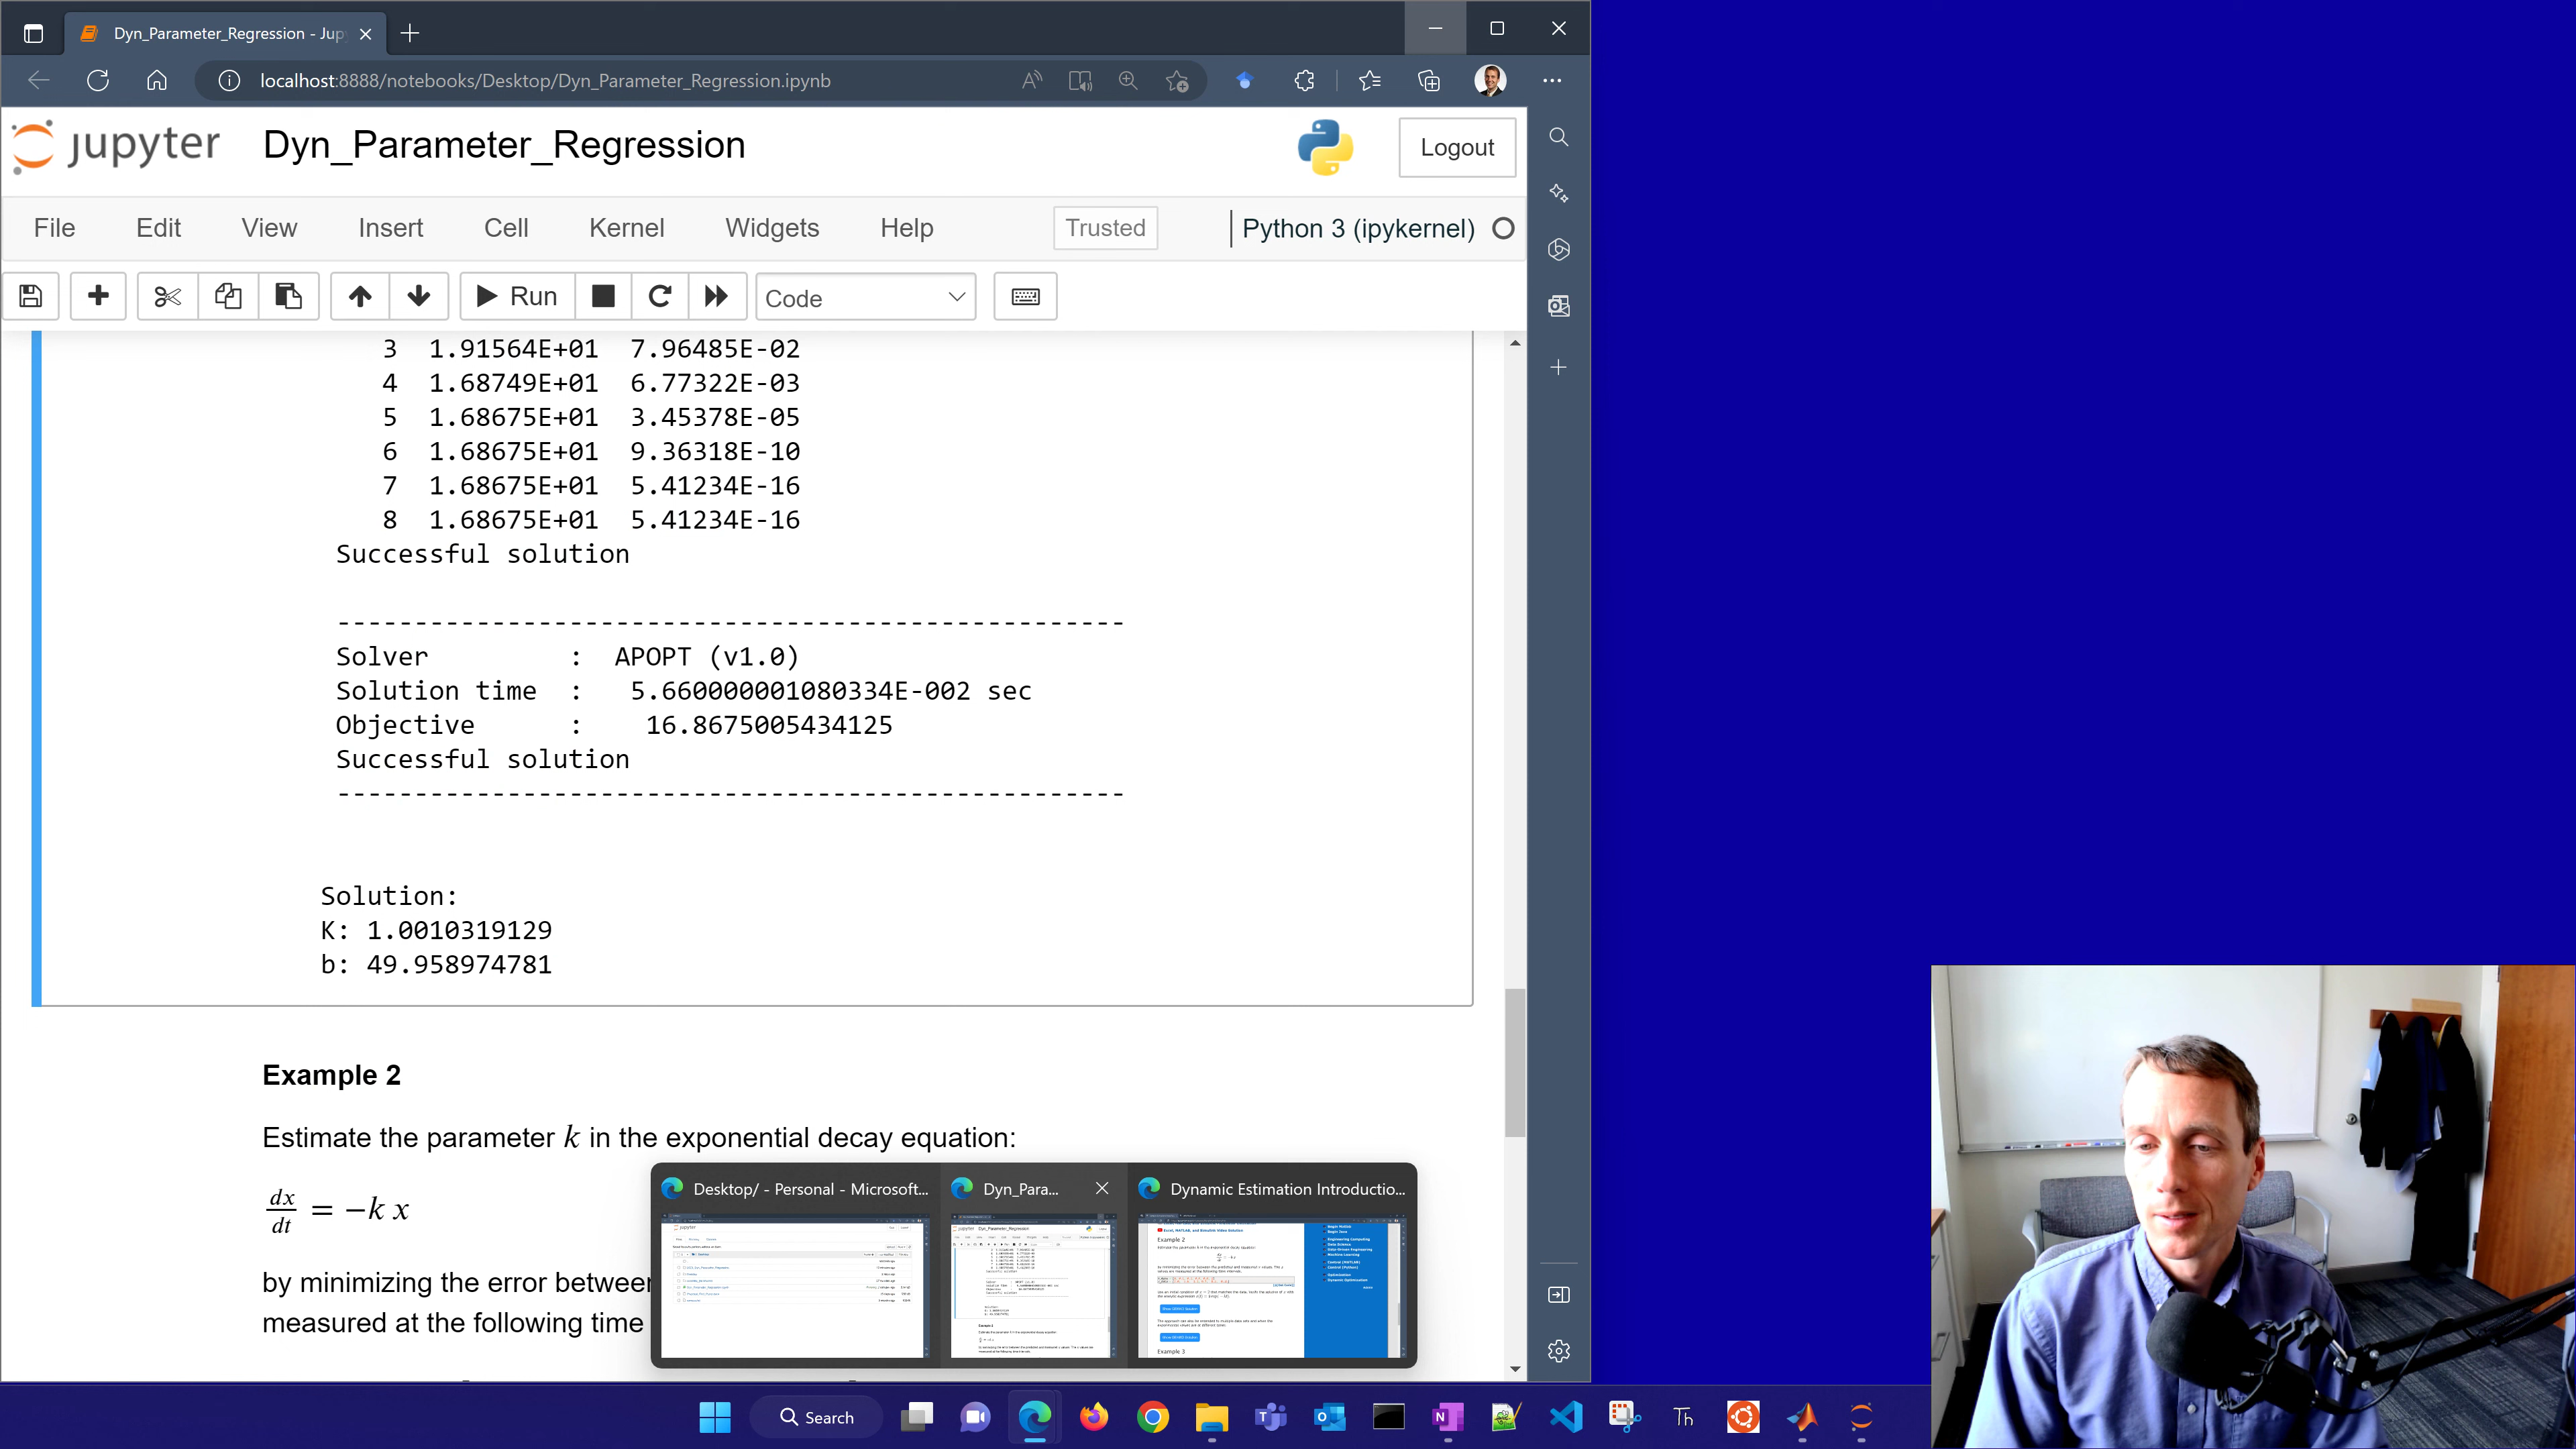 Dyn_Parameter_Regression - Jup
localhost:8888/notebooks/Desktop/Dyn_Parameter_Regression.ipynb
jupyter Dyn_Parameter_Regression
Logout
File Edit View Insert Cell Kernel Widgets Help Trusted Python 3 (ipykernel)
Run Code
3 1.91564E+01 7.96485E-02
4 1.68749E+01 6.77322E-03
5 1.68675E+01 3.45378E-05
6 1.68675E+01 9.36318E-10
7 1.68675E+01 5.41234E-16
8 1.68675E+01 5.41234E-16
Successful solution
---------------------------------------------------
Solver : APOPT (v1.0)
Solution time : 5.660000001080334E-002 sec
Objective : 16.8675005434125
Successful solution
---------------------------------------------------
Solution:
K: 1.0010319129
b: 49.958974781
Example 2
Estimate the parameter k in the exponential decay equation:
dx/dt = −k x
by minimizing the error between
measured at the following time
Desktop/ - Personal - Microsoft...
Dyn_Para...
Dynamic Estimation Introductio...
Example 2
Example 3
Search
Th